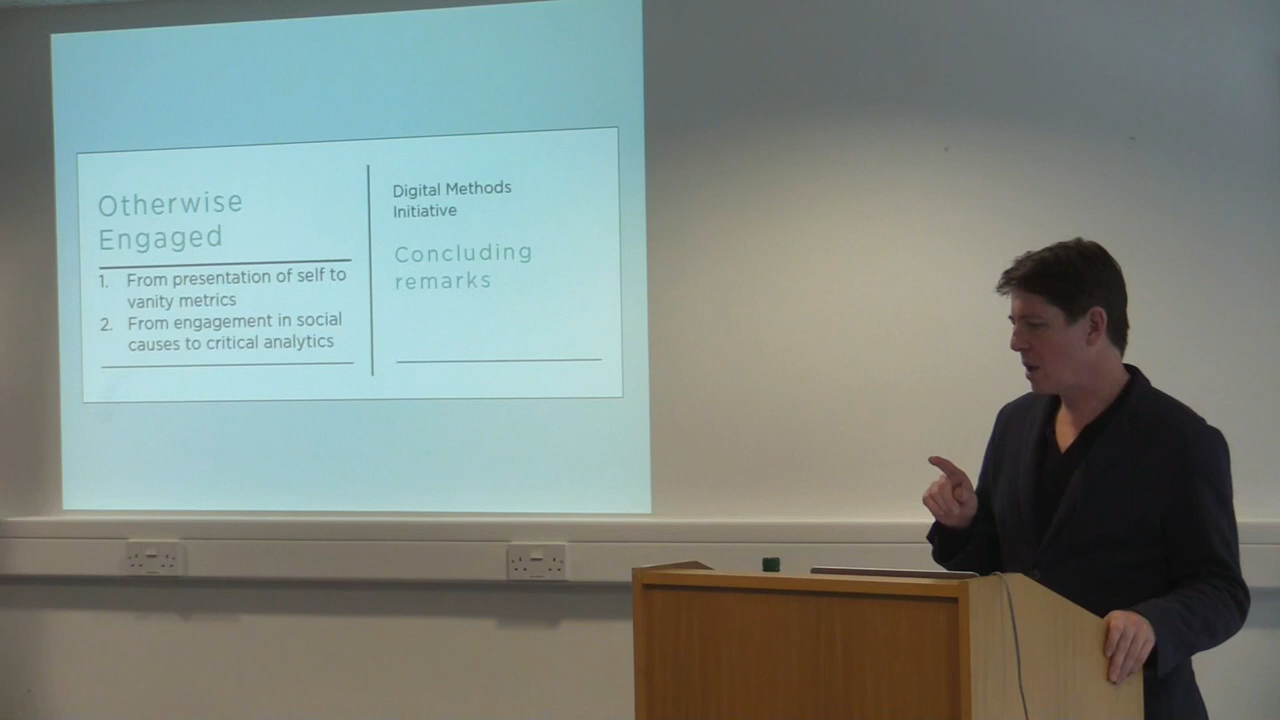 Otherwise
Engaged
1. From presentation of self to
vanity metrics
2. From engagement in social
causes to critical analytics
Digital Methods
Initiative
Concluding
remarks